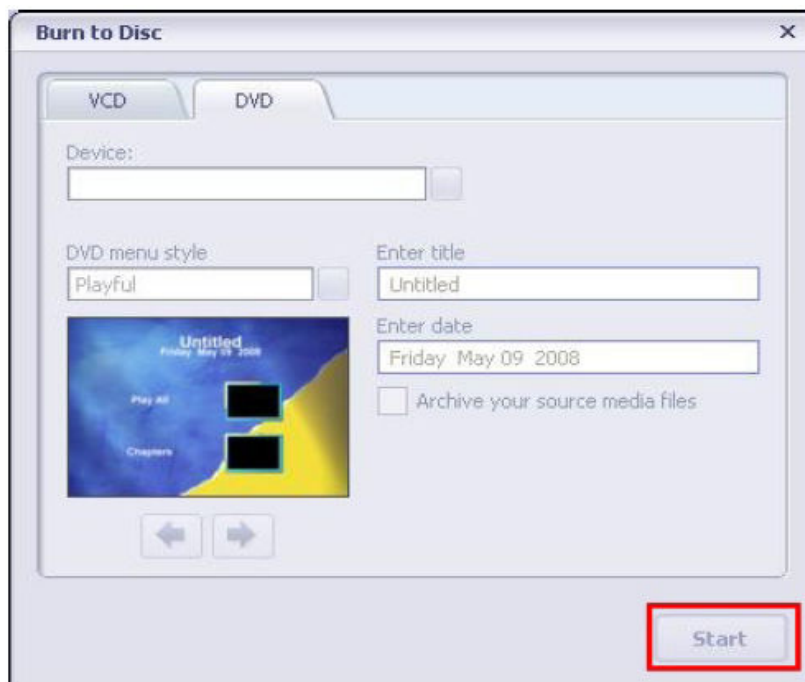 Burn to Disc
VCD DVD
Device:
DVD menu style
Playful
Enter title
Untitled
Enter date
Friday May 09 2008
Archive your source media files
Untitled
Friday May 09 2008
Play All
Chapters
Start